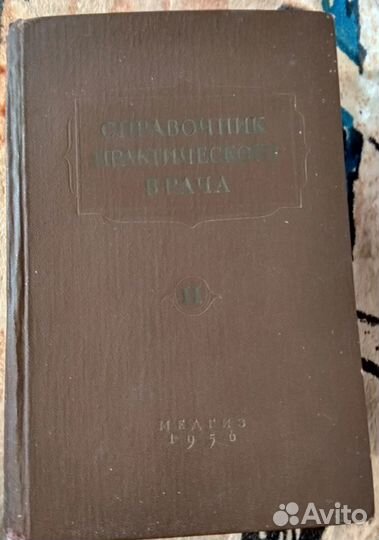 СПРАВОЧНИК
ПРАКТИЧЕСКОГО
ВРАЧА
II
МЕДГИЗ
1956
Avito